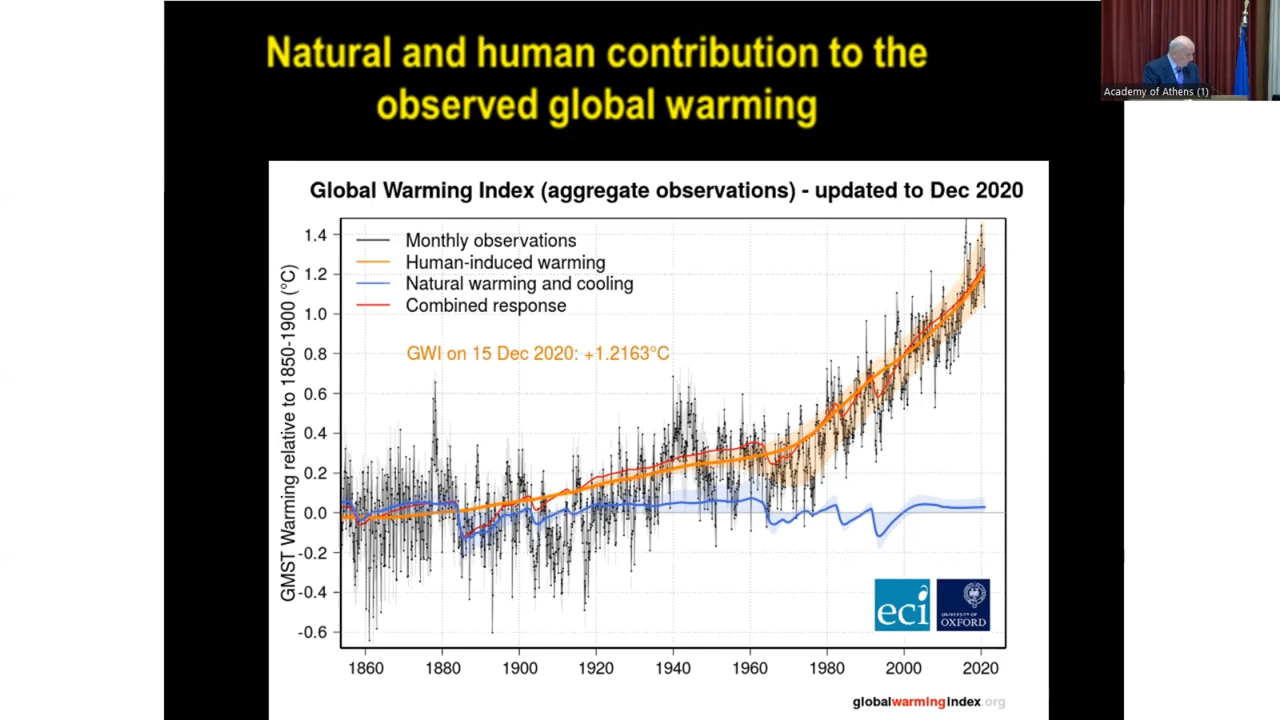 Natural and human contribution to the
observed global warming
Academy of Athens (1)
Global Warming Index (aggregate observations) - updated to Dec 2020
GMST Warming relative to 1850-1900 (°C)
1.4
1.2
1.0
0.8
0.6
0.4
0.2
0.0
-0.2
-0.4
-0.6
Monthly observations
Human-induced warming
Natural warming and cooling
Combined response
GWI on 15 Dec 2020: +1.2163°C
eci
UNIVERSITY OF
OXFORD
1860 1880 1900 1920 1940 1960 1980 2000 2020
globalwarmingindex.org